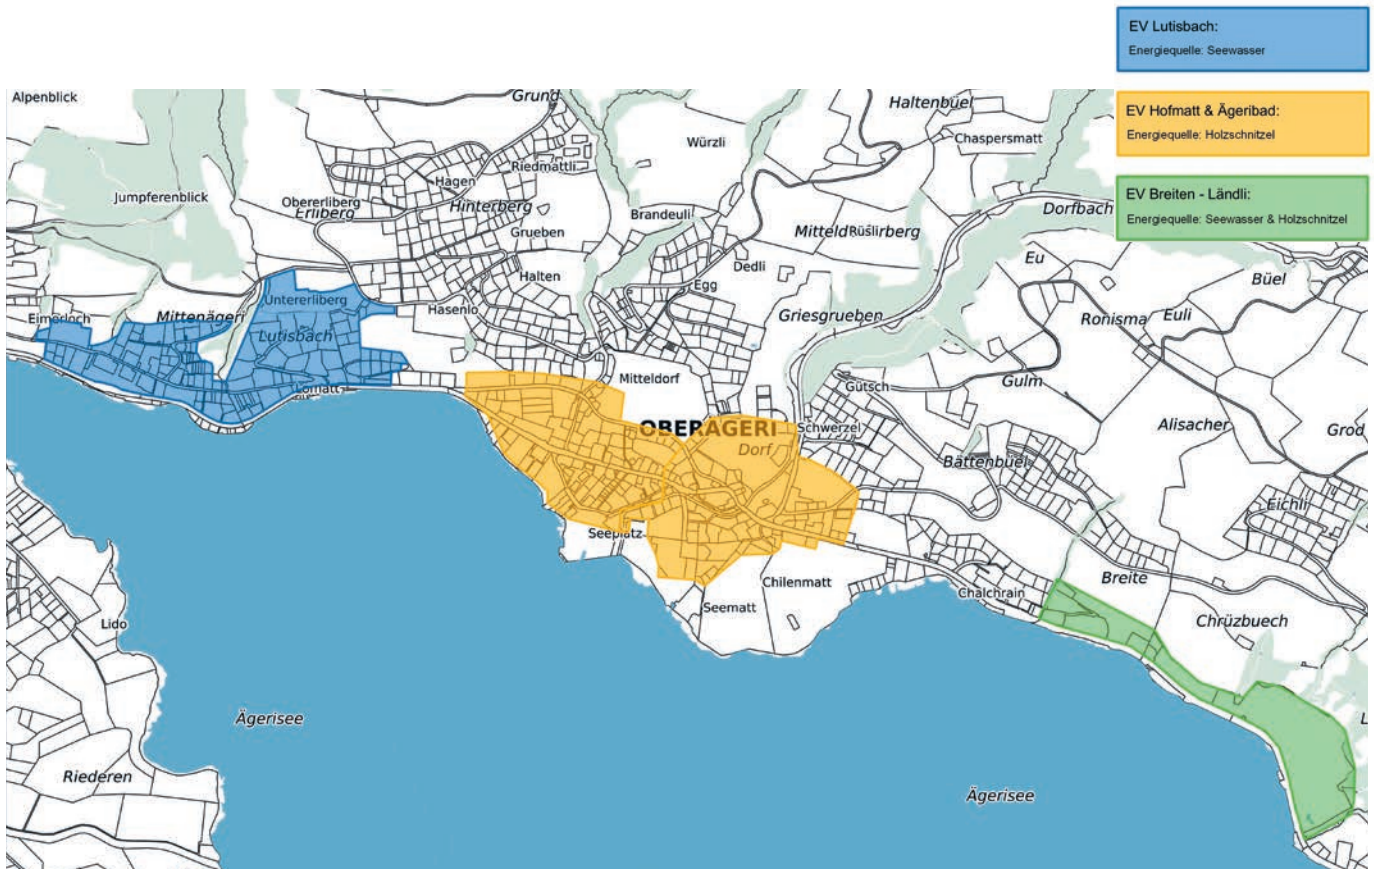 EV Lutisbach:
Energiequelle: Seewasser
EV Hofmatt & Ägeribad:
Energiequelle: Holzschnitzel
EV Breiten - Ländli:
Energiequelle: Seewasser & Holzschnitzel
Alpenblick
Grund
Haltenbüel
Chaspersmatt
Würzli
Riedmattli
Hagen
Jumpferenblick
Obererliberg
Erliberg
Hinterberg
Brandeuli
Dorfbach
Grueben
Mitteld
Rüslirberg
Eu
Dedli
Halten
Egg
Büel
Untererliberg
Hasenlo
Griesgrueben
Ronisma
Euli
Eimerloch
Mittenägeri
Lutisbach
Mitteldorf
Gütsch
Gulm
Lomatt
OBERÄGERI
Schwerzel
Alisacher
Grod
Dorf
Bättenbüel
Eichli
Seeplatz
Chilenmatt
Breite
Chalchrain
Seematt
Chrüzbuech
Lido
Ägerisee
L
Riederen
Ägerisee